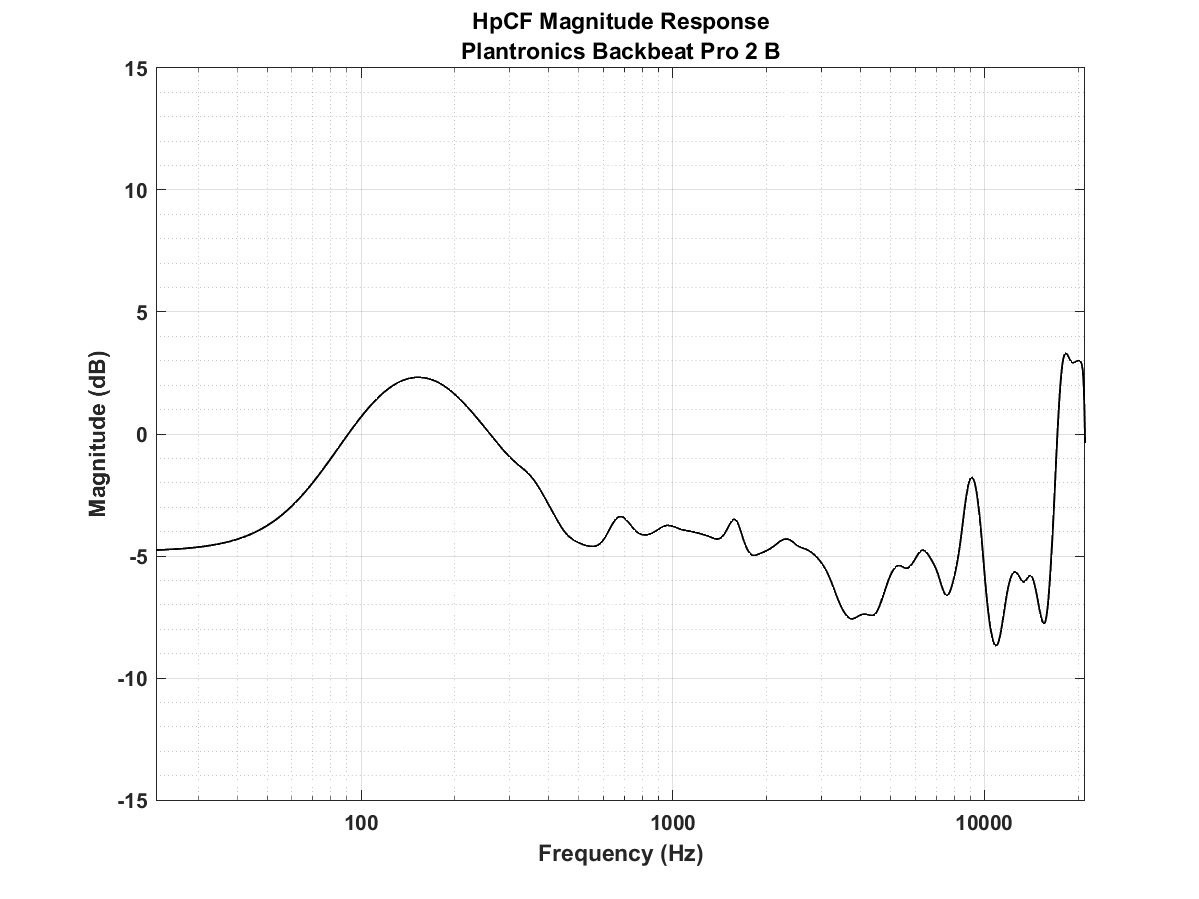 HpCF Magnitude Response
Plantronics Backbeat Pro 2 B
15
10
5
0
-5
-10
-15
Magnitude (dB)
100 1000 10000
Frequency (Hz)